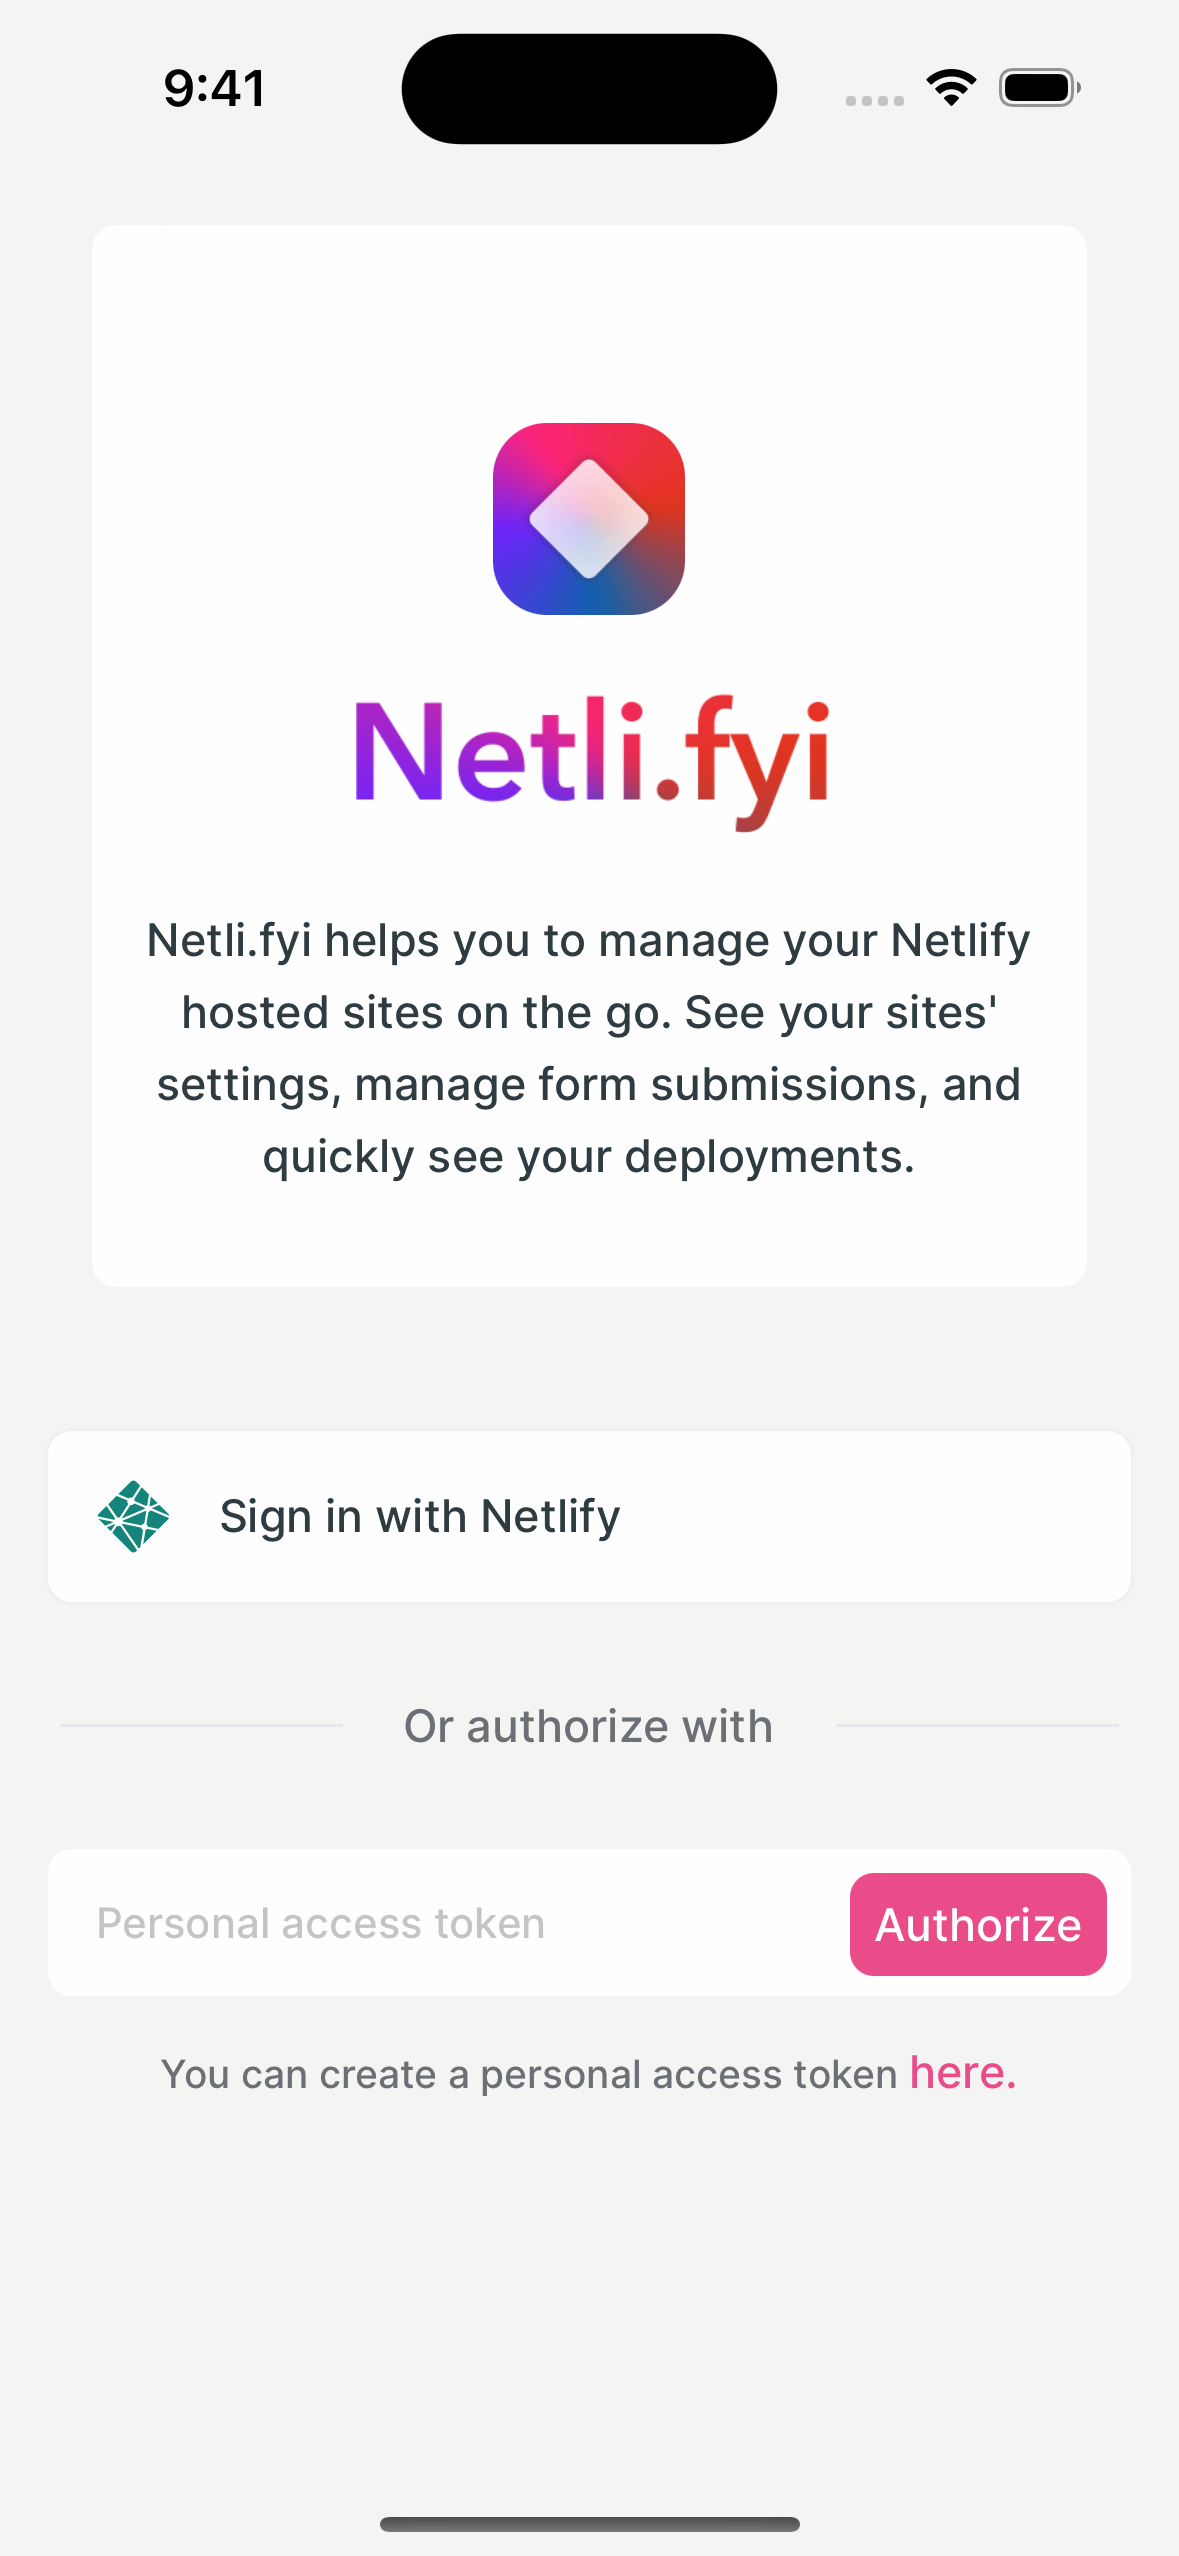 9:41
Netli.fyi
Netli.fyi helps you to manage your Netlify
hosted sites on the go. See your sites'
settings, manage form submissions, and
quickly see your deployments.
Sign in with Netlify
Or authorize with
Personal access token
Authorize
You can create a personal access token here.